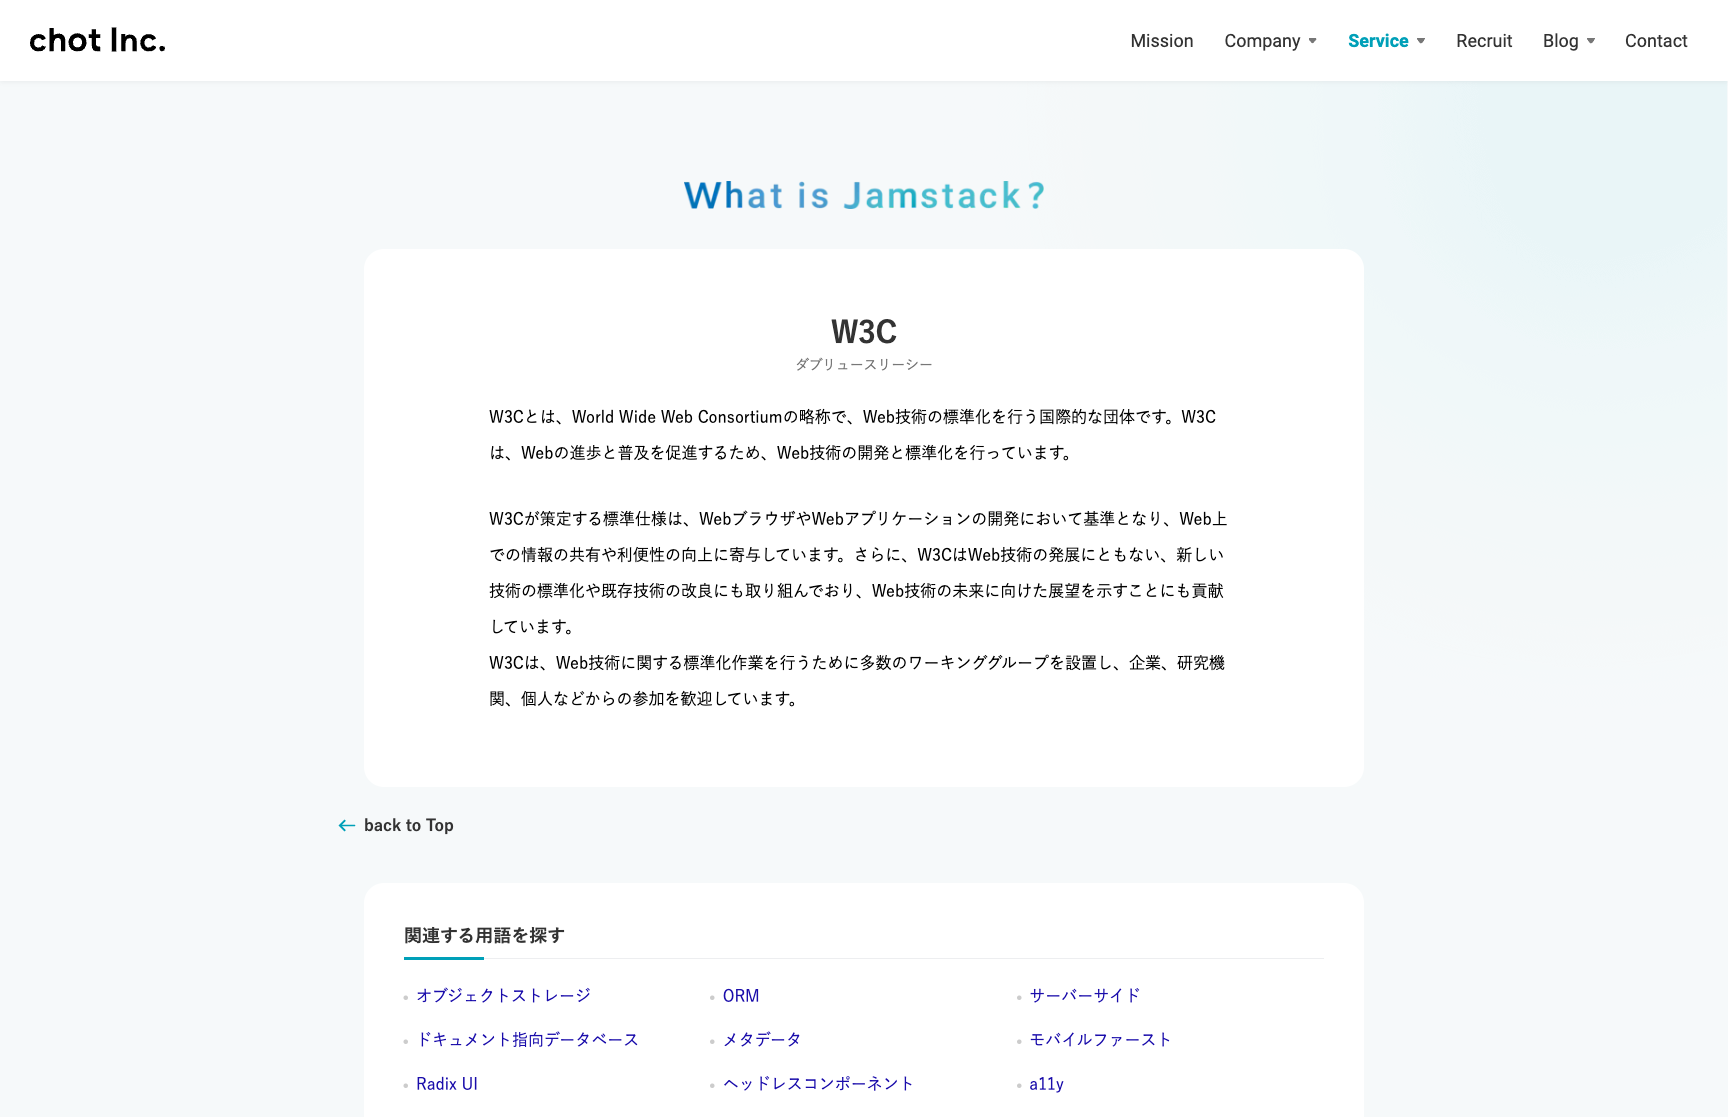 chot Inc.
Mission Company Service Recruit Blog Contact
What is Jamstack?
W3C
ダブリュースリーシー
W3Cとは、World Wide Web Consortiumの略称で、Web技術の標準化を行う国際的な団体です。W3C
は、Webの進歩と普及を促進するため、Web技術の開発と標準化を行っています。
W3Cが策定する標準仕様は、WebブラウザやWebアプリケーションの開発において基準となり、Web上
での情報の共有や利便性の向上に寄与しています。さらに、W3CはWeb技術の発展にともない、新しい
技術の標準化や既存技術の改良にも取り組んでおり、Web技術の未来に向けた展望を示すことにも貢献
しています。
W3Cは、Web技術に関する標準化作業を行うために多数のワーキンググループを設置し、企業、研究機
関、個人などからの参加を歓迎しています。
back to Top
関連する用語を探す
オブジェクトストレージ ORM サーバーサイド
ドキュメント指向データベース メタデータ モバイルファースト
Radix UI ヘッドレスコンポーネント a11y